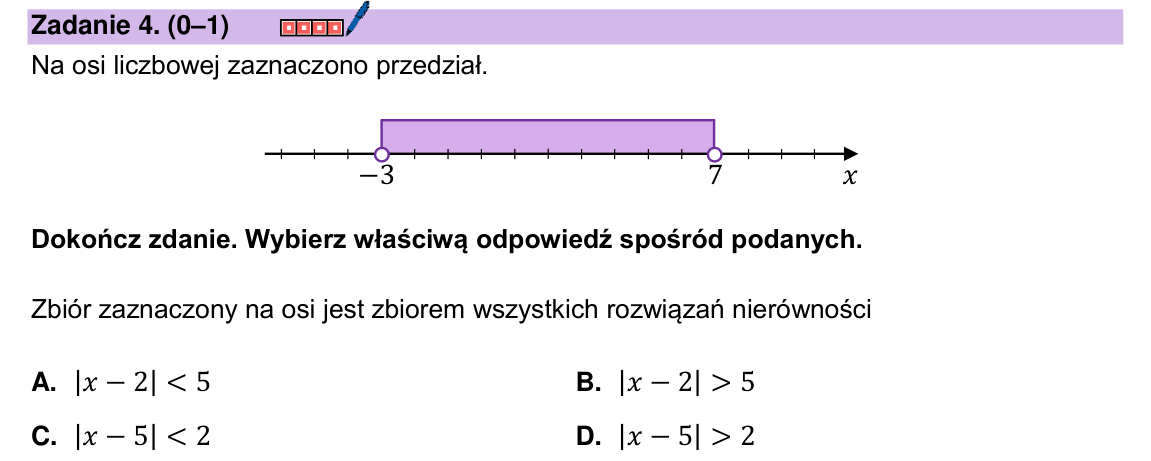 Zadanie 4. (0–1)
Na osi liczbowej zaznaczono przedział.
−3 7 x
Dokończ zdanie. Wybierz właściwą odpowiedź spośród podanych.
Zbiór zaznaczony na osi jest zbiorem wszystkich rozwiązań nierówności
A. |x − 2| < 5 B. |x − 2| > 5
C. |x − 5| < 2 D. |x − 5| > 2